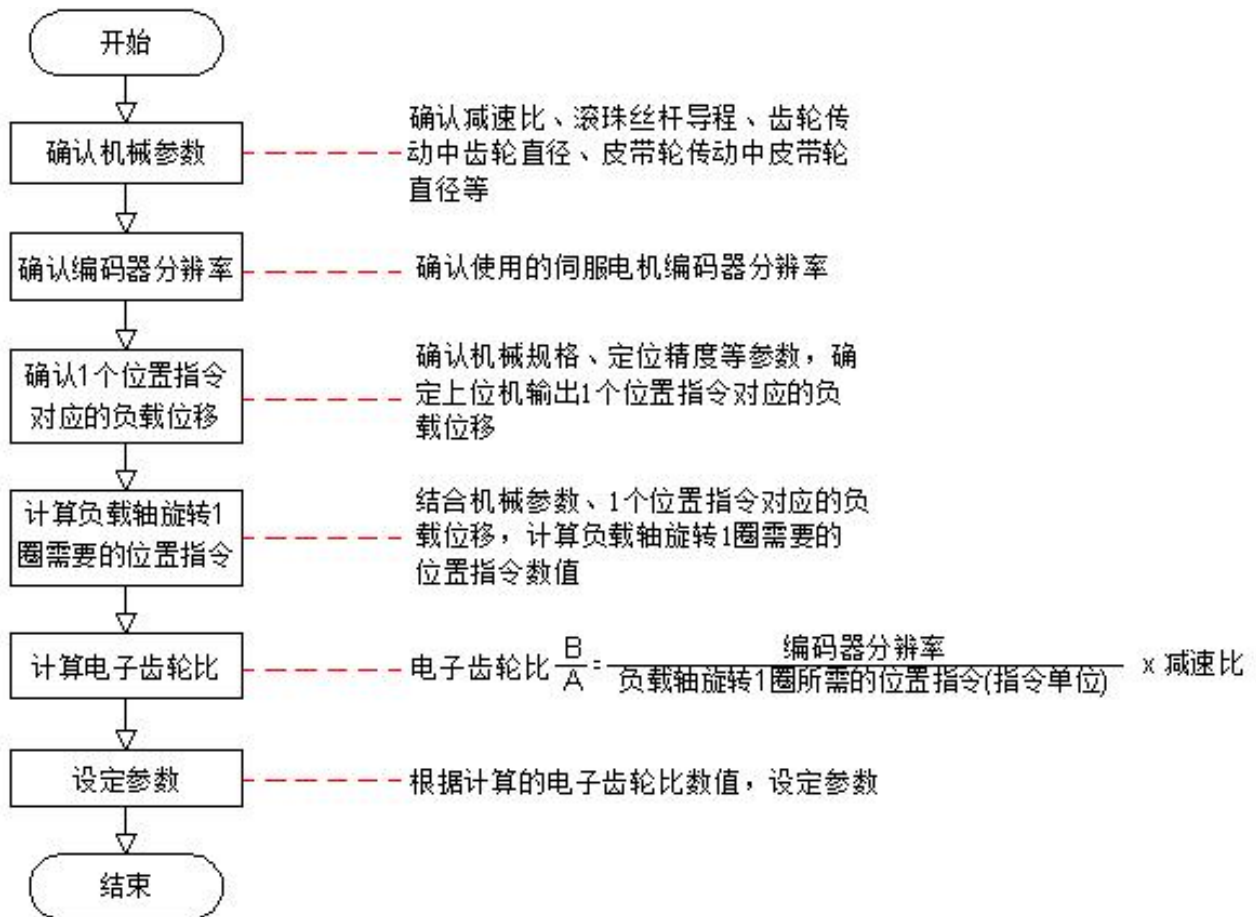 开始
确认机械参数
确认减速比、滚珠丝杆导程、齿轮传
动中齿轮直径、皮带轮传动中皮带轮
直径等
确认编码器分辨率
确认使用的伺服电机编码器分辨率
确认1个位置指令
对应的负载位移
确认机械规格、定位精度等参数，确
定上位机输出1个位置指令对应的负
载位移
计算负载轴旋转1
圈需要的位置指令
结合机械参数、1个位置指令对应的负
载位移，计算负载轴旋转1圈需要的
位置指令数值
计算电子齿轮比
电子齿轮比 B/A = 编码器分辨率/负载轴旋转1圈所需的位置指令(指令单位) x 减速比
设定参数
根据计算的电子齿轮比数值，设定参数
结束